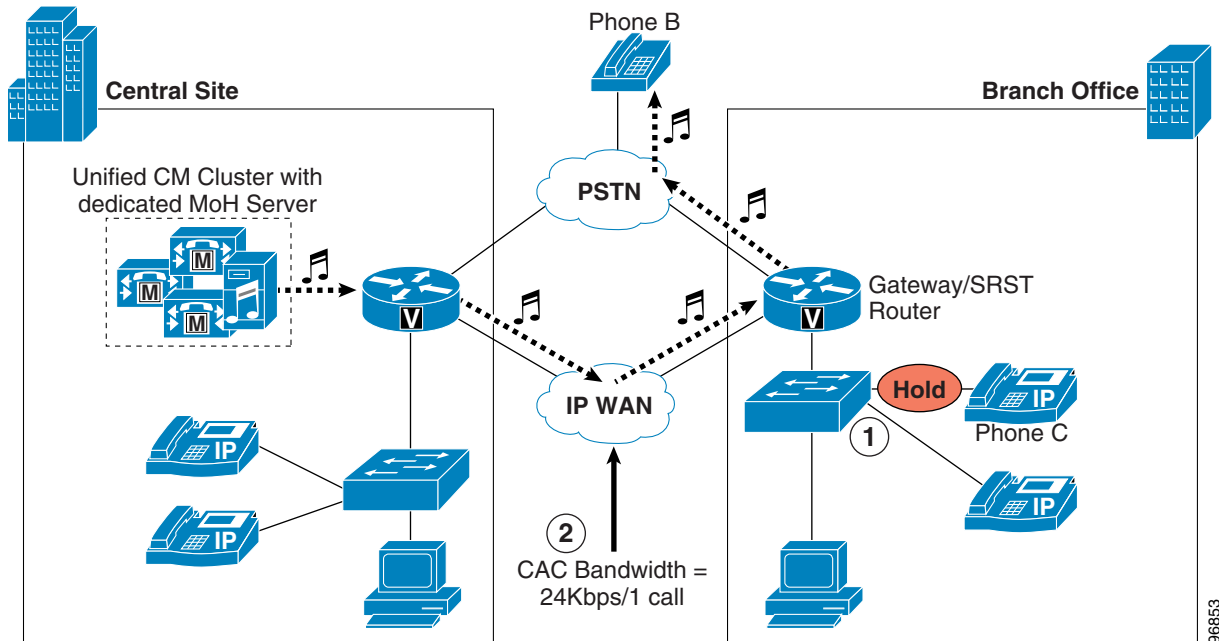 Phone B
Central Site
Branch Office
Unified CM Cluster with
dedicated MoH Server
PSTN
M
M
M
V
V
Gateway/SRST
Router
IP WAN
Hold
IP
Phone C
1
IP
IP
IP
2
CAC Bandwidth =
24Kbps/1 call
96853